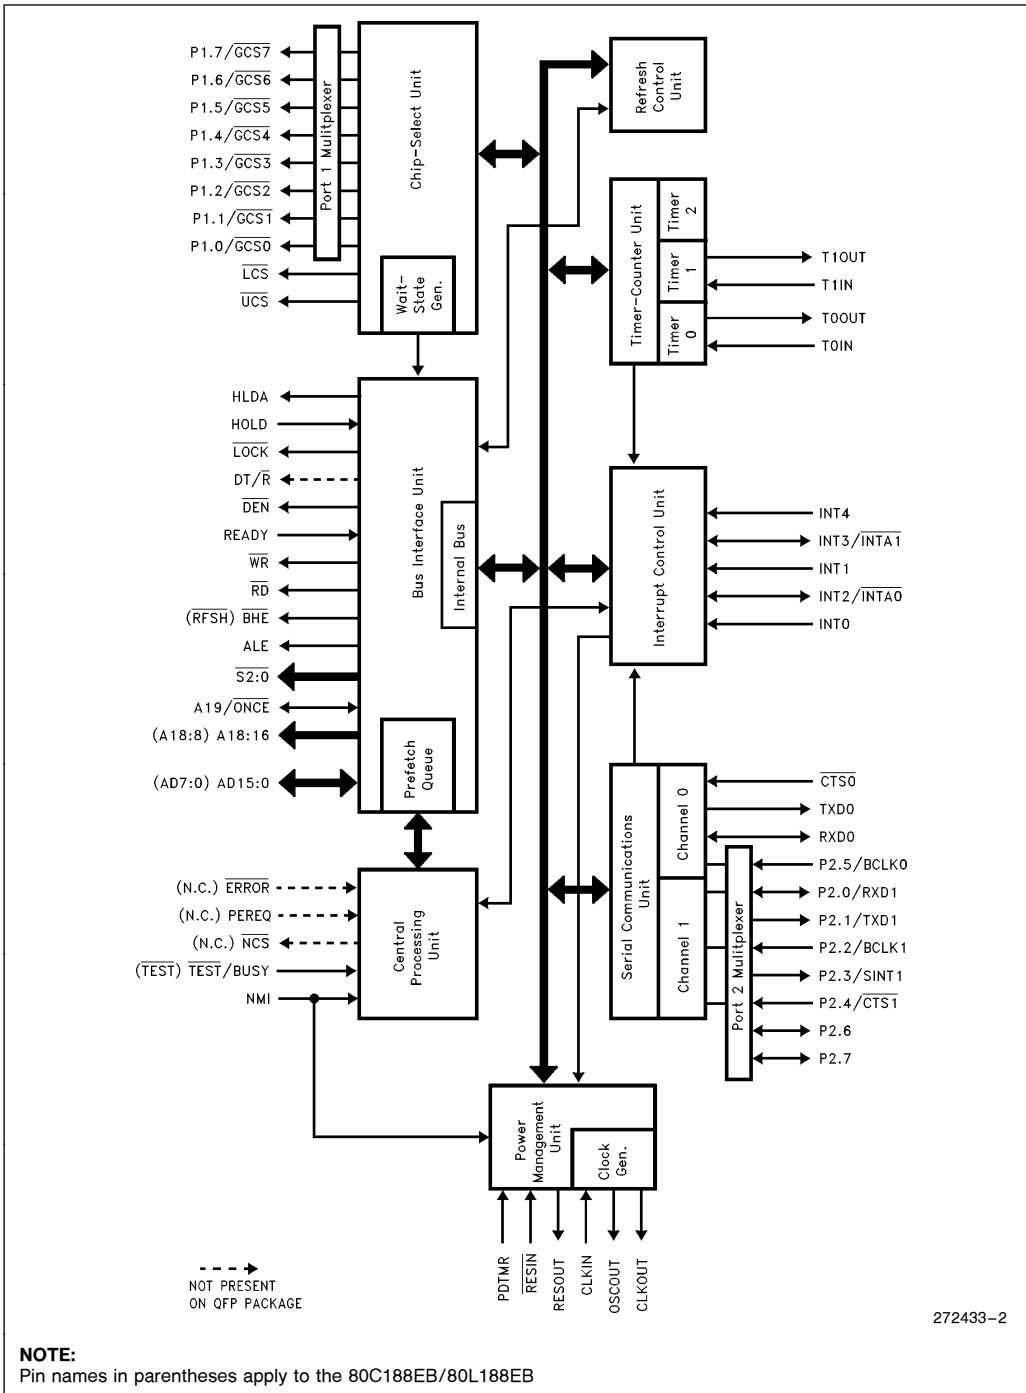 P1.7/GCS7
P1.6/GCS6
P1.5/GCS5
P1.4/GCS4
P1.3/GCS3
P1.2/GCS2
P1.1/GCS1
P1.0/GCS0
LCS
UCS
Port 1 Mulitplexer
Chip-Select Unit
Wait-
State
Gen.
Refresh
Control
Unit
Timer-Counter Unit
Timer
2
Timer
1
Timer
0
T1OUT
T1IN
T0OUT
T0IN
HLDA
HOLD
LOCK
DT/R
DEN
READY
WR
RD
(RFSH) BHE
ALE
S2:0
A19/ONCE
(A18:8) A18:16
(AD7:0) AD15:0
Bus Interface Unit
Internal Bus
Prefetch
Queue
Interrupt Control Unit
INT4
INT3/INTA1
INT1
INT2/INTA0
INT0
(N.C.) ERROR
(N.C.) PEREQ
(N.C.) NCS
(TEST) TEST/BUSY
NMI
Central
Processing
Unit
Serial Communications
Unit
Channel 0
Channel 1
Port 2 Mulitplexer
CTS0
TXD0
RXD0
P2.5/BCLK0
P2.0/RXD1
P2.1/TXD1
P2.2/BCLK1
P2.3/SINT1
P2.4/CTS1
P2.6
P2.7
Power
Management
Unit
Clock
Gen.
PDTMR
RESIN
RESOUT
CLKIN
OSCOUT
CLKOUT
NOT PRESENT
ON QFP PACKAGE
272433-2
NOTE:
Pin names in parentheses apply to the 80C188EB/80L188EB